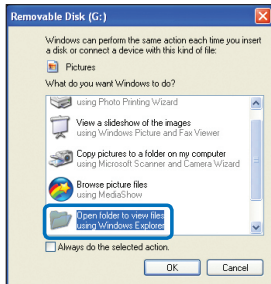 Removable Disk (G:)
Windows can perform the same action each time you insert
a disk or connect a device with this kind of file:
Pictures
What do you want Windows to do?
using Photo Printing Wizard
View a slideshow of the images
using Windows Picture and Fax Viewer
Copy pictures to a folder on my computer
using Microsoft Scanner and Camera Wizard
Browse picture files
using MediaShow
Open folder to view files
using Windows Explorer
Always do the selected action.
OK Cancel